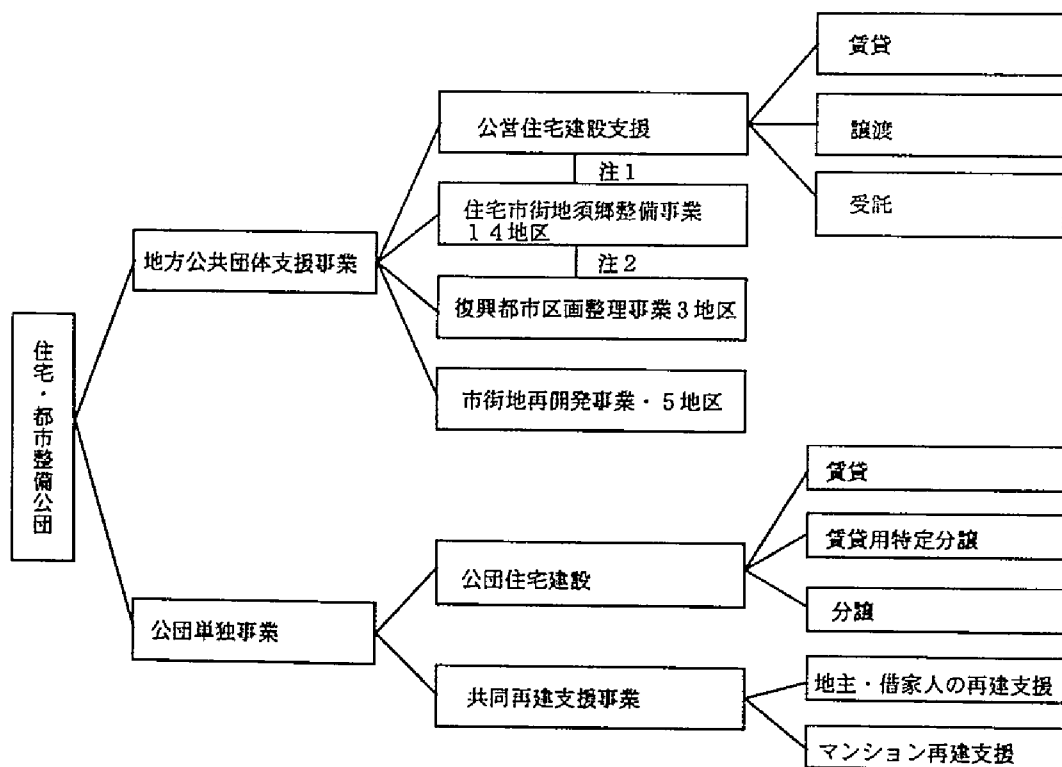 住宅・都市整備公団
地方公共団体支援事業
公営住宅建設支援
賃貸
譲渡
受託
注1
住宅市街地須郷整備事業
14地区
注2
復興都市区画整理事業3地区
市街地再開発事業・5地区
公団単独事業
公団住宅建設
賃貸
賃貸用特定分譲
分譲
共同再建支援事業
地主・借家人の再建支援
マンション再建支援